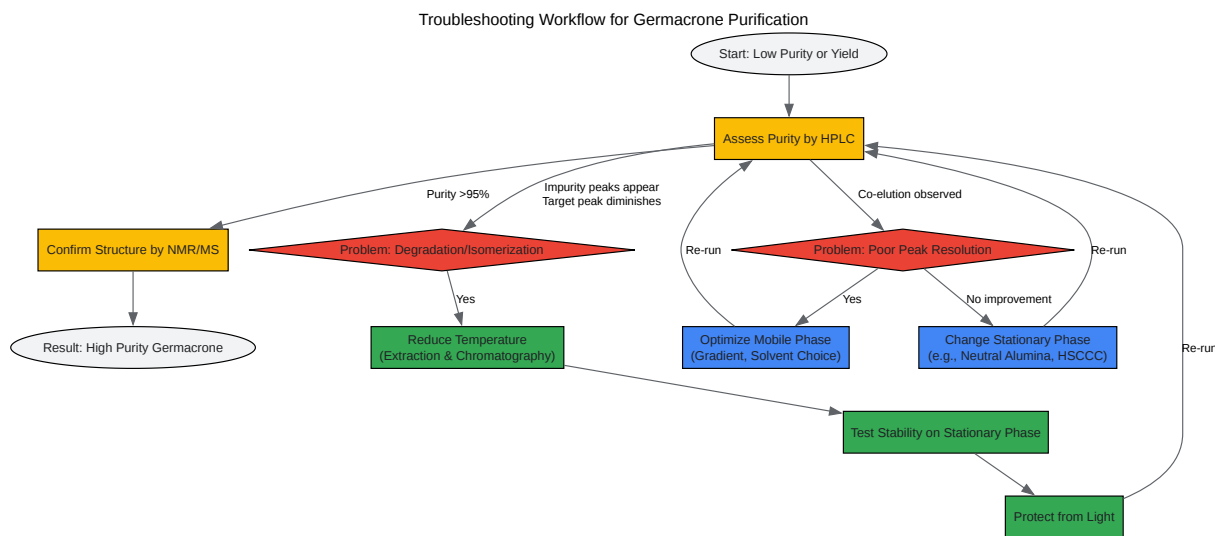 Troubleshooting Workflow for Germacrone Purification
Start: Low Purity or Yield
Assess Purity by HPLC
Purity >95%
Impurity peaks appear
Target peak diminishes
Co-elution observed
Confirm Structure by NMR/MS
Problem: Degradation/Isomerization
Re-run
Problem: Poor Peak Resolution
Re-run
Yes
Yes
No improvement
Result: High Purity Germacrone
Reduce Temperature
(Extraction & Chromatography)
Optimize Mobile Phase
(Gradient, Solvent Choice)
Change Stationary Phase
(e.g., Neutral Alumina, HSCCC)
Re-run
Test Stability on Stationary Phase
Protect from Light